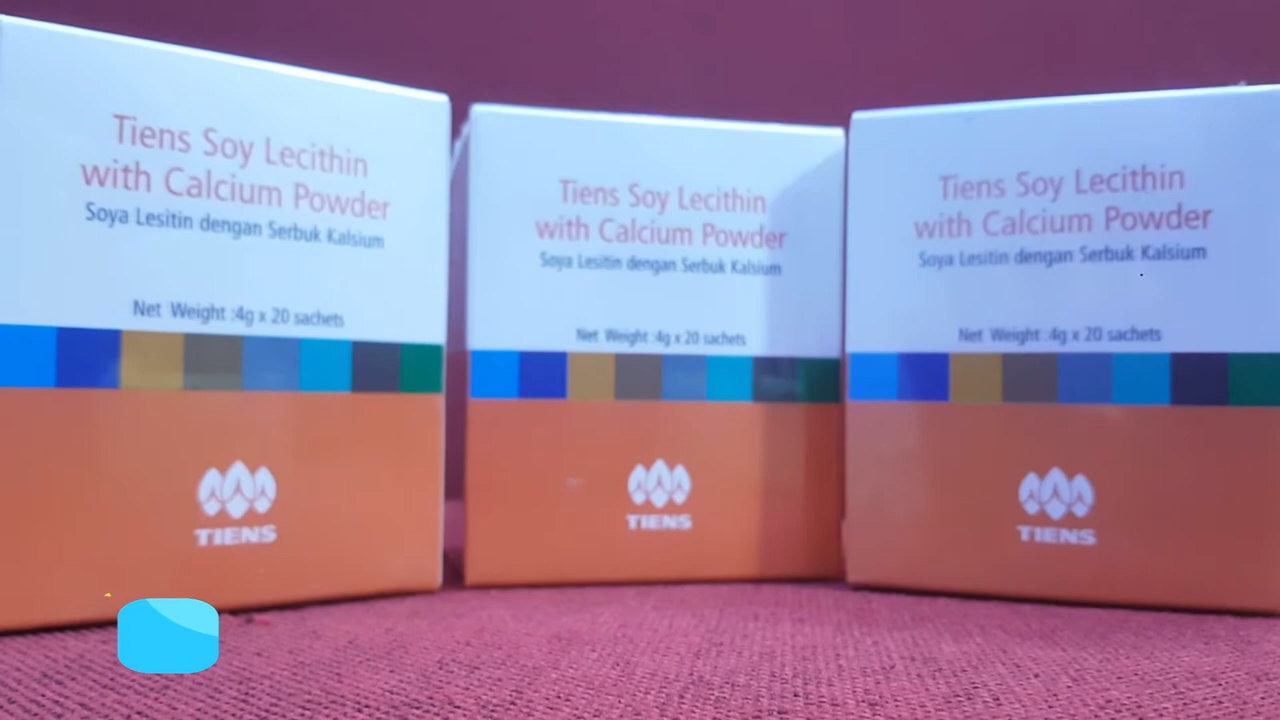 Tiens Soy Lecithin
with Calcium Powder
Soya Lesitin dengan Serbuk Kalsium
Net Weight :4g x 20 sachets
TIENS
Tiens Soy Lecithin
with Calcium Powder
Soya Lesitin dengan Serbuk Kalsium
Net Weight :4g x 20 sachets
TIENS
Tiens Soy Lecithin
with Calcium Powder
Soya Lesitin dengan Serbuk Kalsium
Net Weight :4g x 20 sachets
TIENS